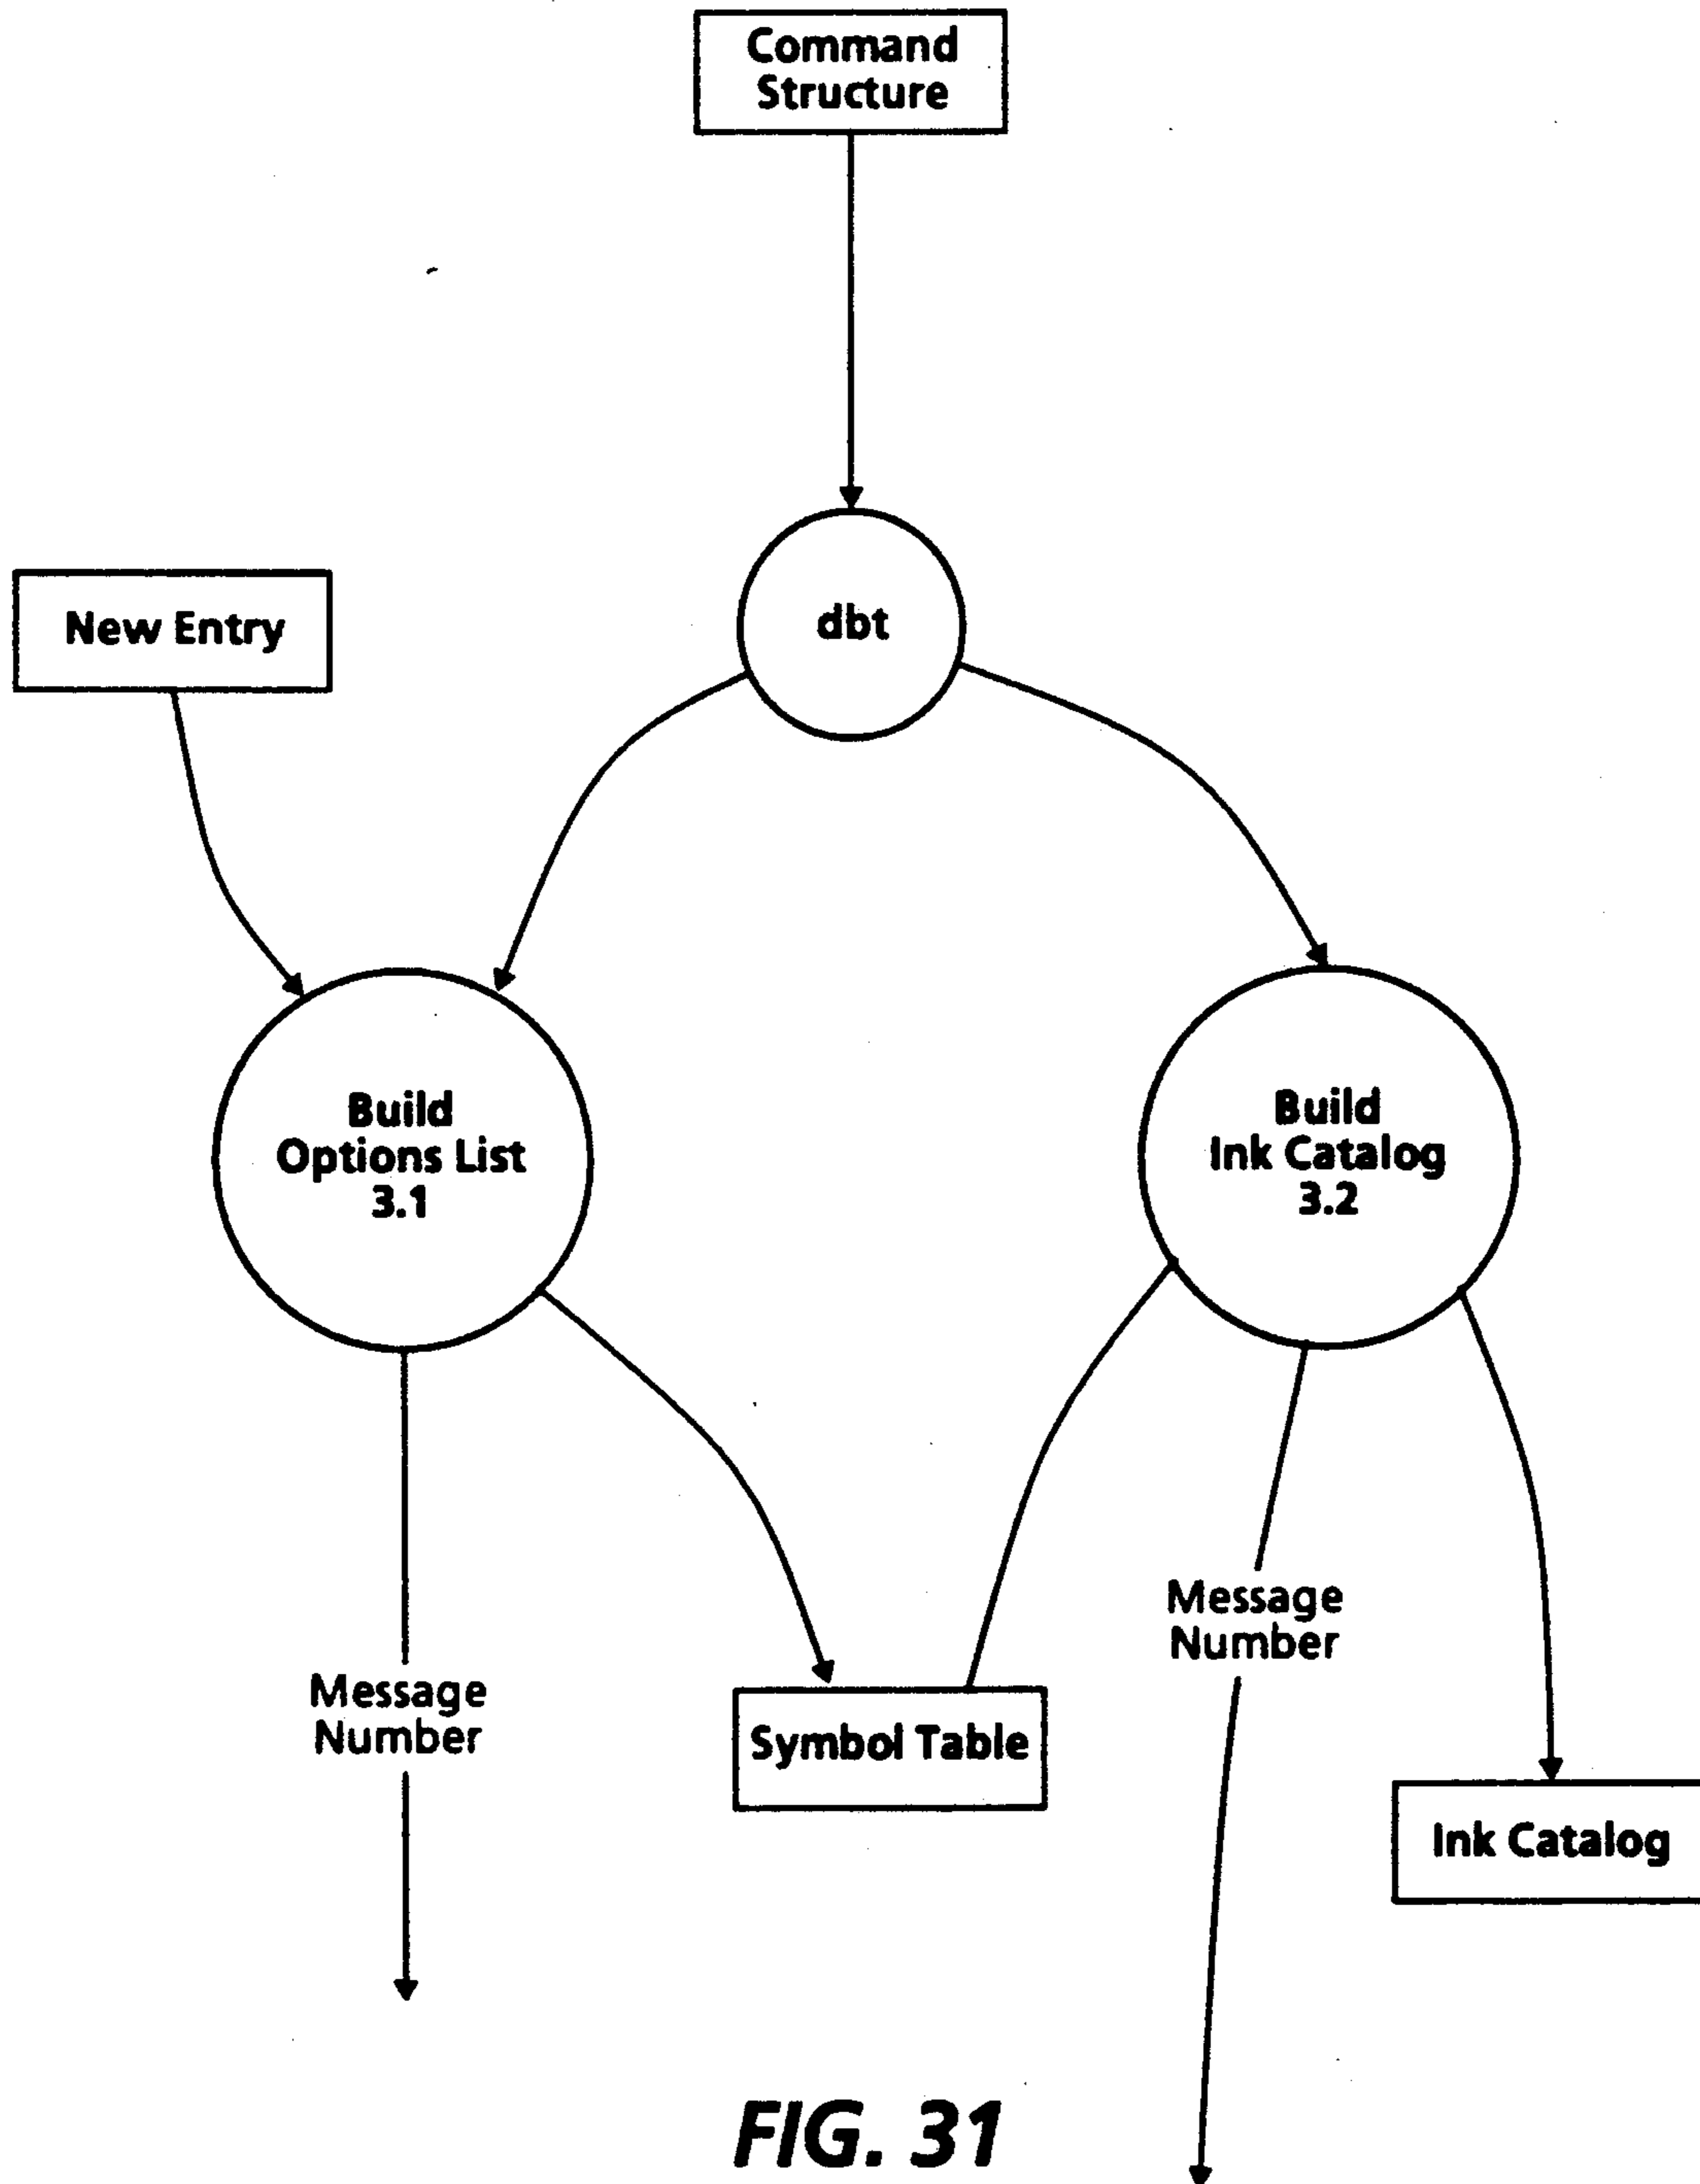 Command
Structure
dbt
New Entry
Build
Options List
3.1
Build
Ink Catalog
3.2
Message
Number
Message
Number
Symbol Table
Ink Catalog
FIG. 31